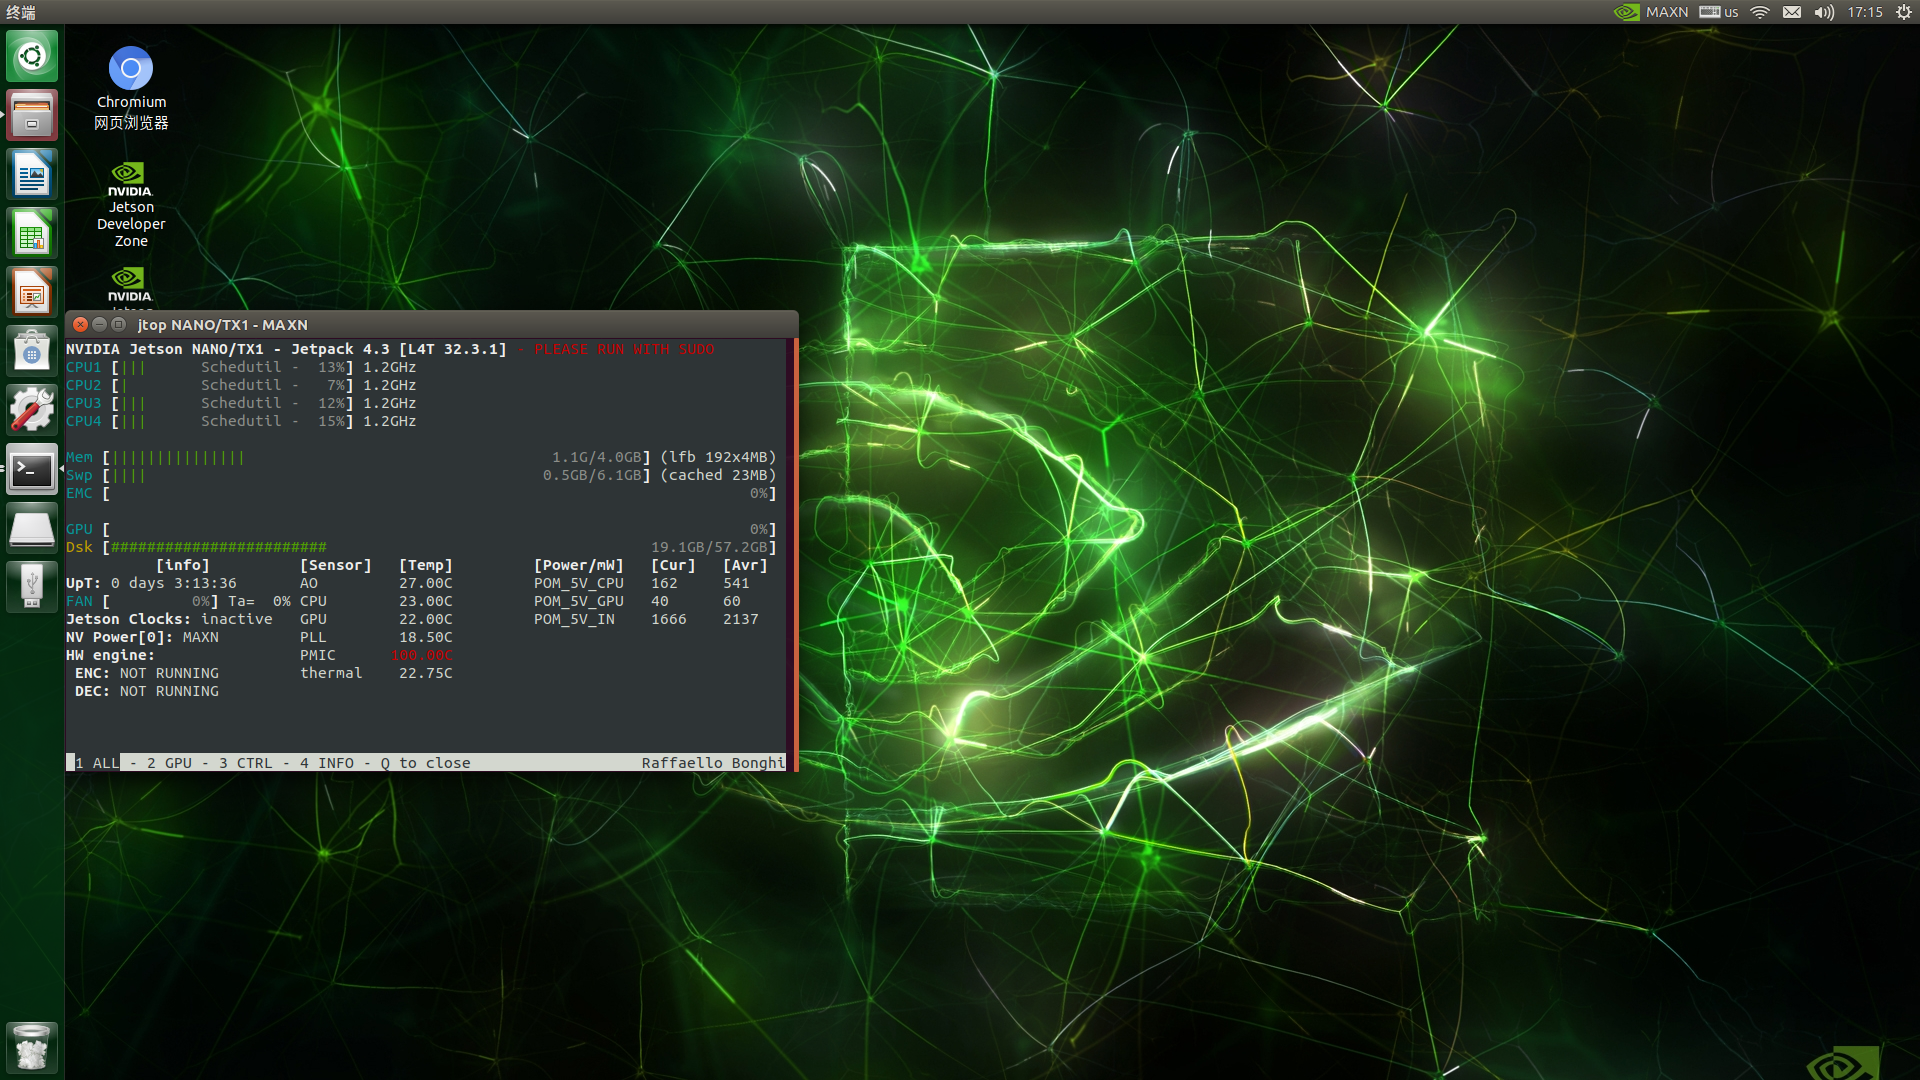 终端
MAXN
us
17:15
Chromium
网页浏览器
NVIDIA.
Jetson
Developer
Zone
NVIDIA.
jtop NANO/TX1 - MAXN
NVIDIA Jetson NANO/TX1 - Jetpack 4.3 [L4T 32.3.1] - PLEASE RUN WITH SUDO
CPU1 [||| Schedutil - 13%] 1.2GHz
CPU2 [| Schedutil - 7%] 1.2GHz
CPU3 [||| Schedutil - 12%] 1.2GHz
CPU4 [||| Schedutil - 15%] 1.2GHz
Mem [||||||||||||||| 1.1G/4.0GB] (lfb 192x4MB)
Swp [|||| 0.5GB/6.1GB] (cached 23MB)
EMC [ 0%]
GPU [ 0%]
Dsk [######################## 19.1GB/57.2GB]
[info] [Sensor] [Temp] [Power/mW] [Cur] [Avr]
UpT: 0 days 3:13:36 AO 27.00C POM_5V_CPU 162 541
FAN [ 0%] Ta= 0% CPU 23.00C POM_5V_GPU 40 60
Jetson Clocks: inactive GPU 22.00C POM_5V_IN 1666 2137
NV Power[0]: MAXN PLL 18.50C
HW engine: PMIC 100.00C
ENC: NOT RUNNING thermal 22.75C
DEC: NOT RUNNING
1 ALL - 2 GPU - 3 CTRL - 4 INFO - Q to close Raffaello Bonghi